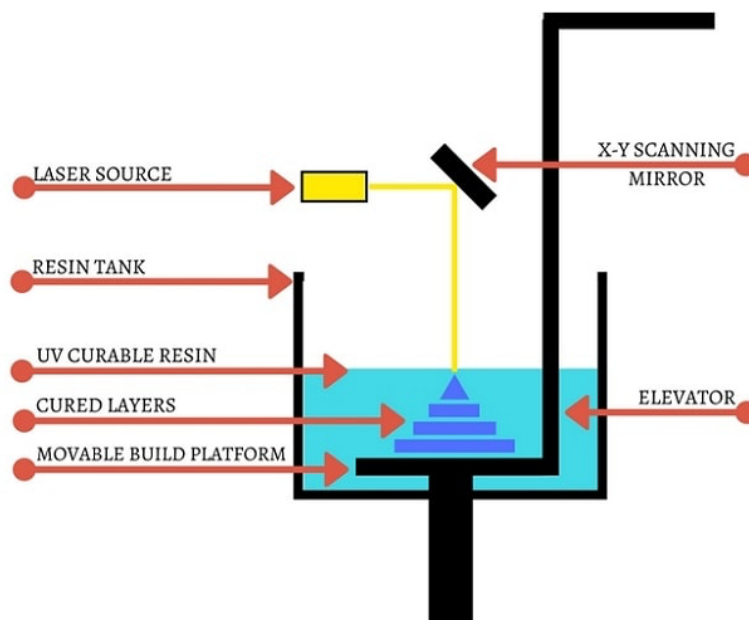 LASER SOURCE
X-Y SCANNING
MIRROR
RESIN TANK
UV CURABLE RESIN
CURED LAYERS
ELEVATOR
MOVABLE BUILD PLATFORM